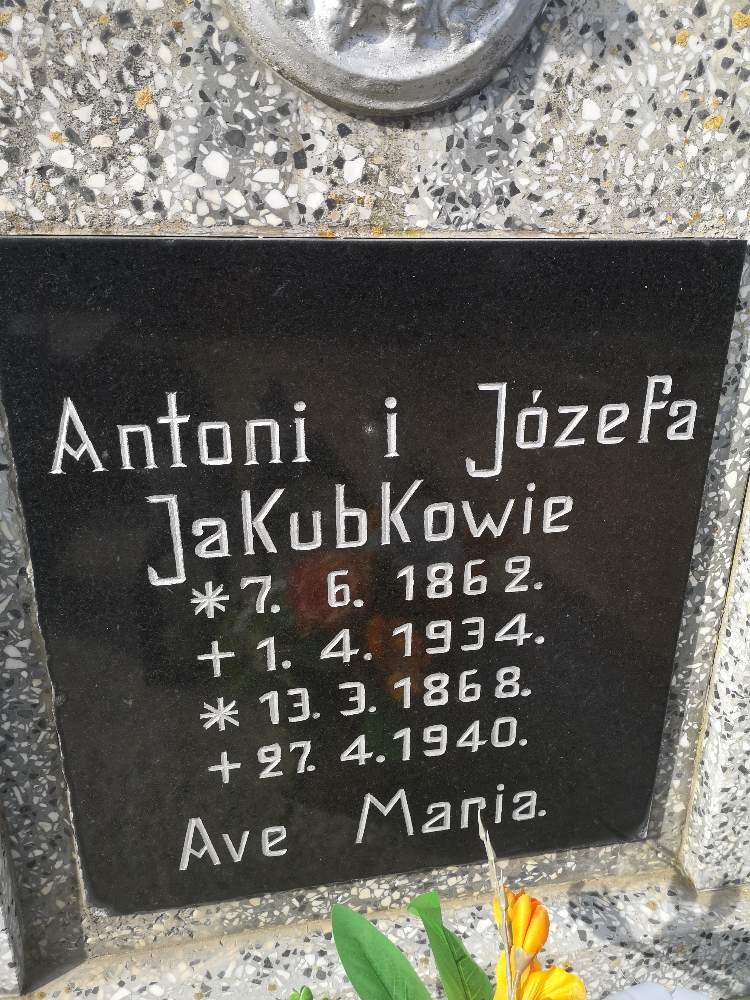 Antoni i Józefa
Jakubkowie
* 7. 6. 1862.
+ 1. 4. 1934.
* 13. 3. 1868.
+ 27. 4. 1940.
Ave Maria.